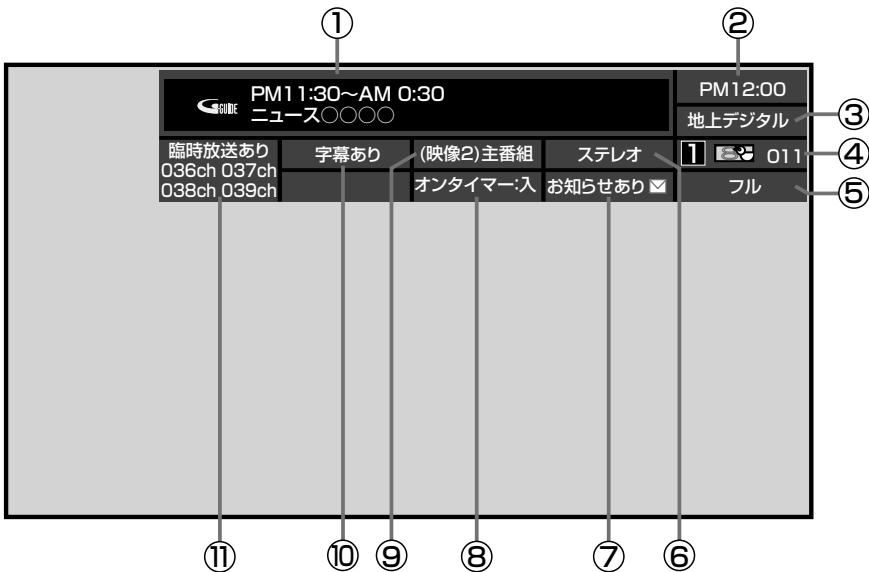 ① ②
G-GUIDE PM11:30～AM 0:30
ニュース○○○○
PM12:00
地上デジタル ③
臨時放送あり
036ch 037ch
038ch 039ch
字幕あり
(映像2)主番組
ステレオ
1 011 ④
オンタイマー:入
お知らせあり
フル ⑤
⑪ ⑩ ⑨ ⑧ ⑦ ⑥